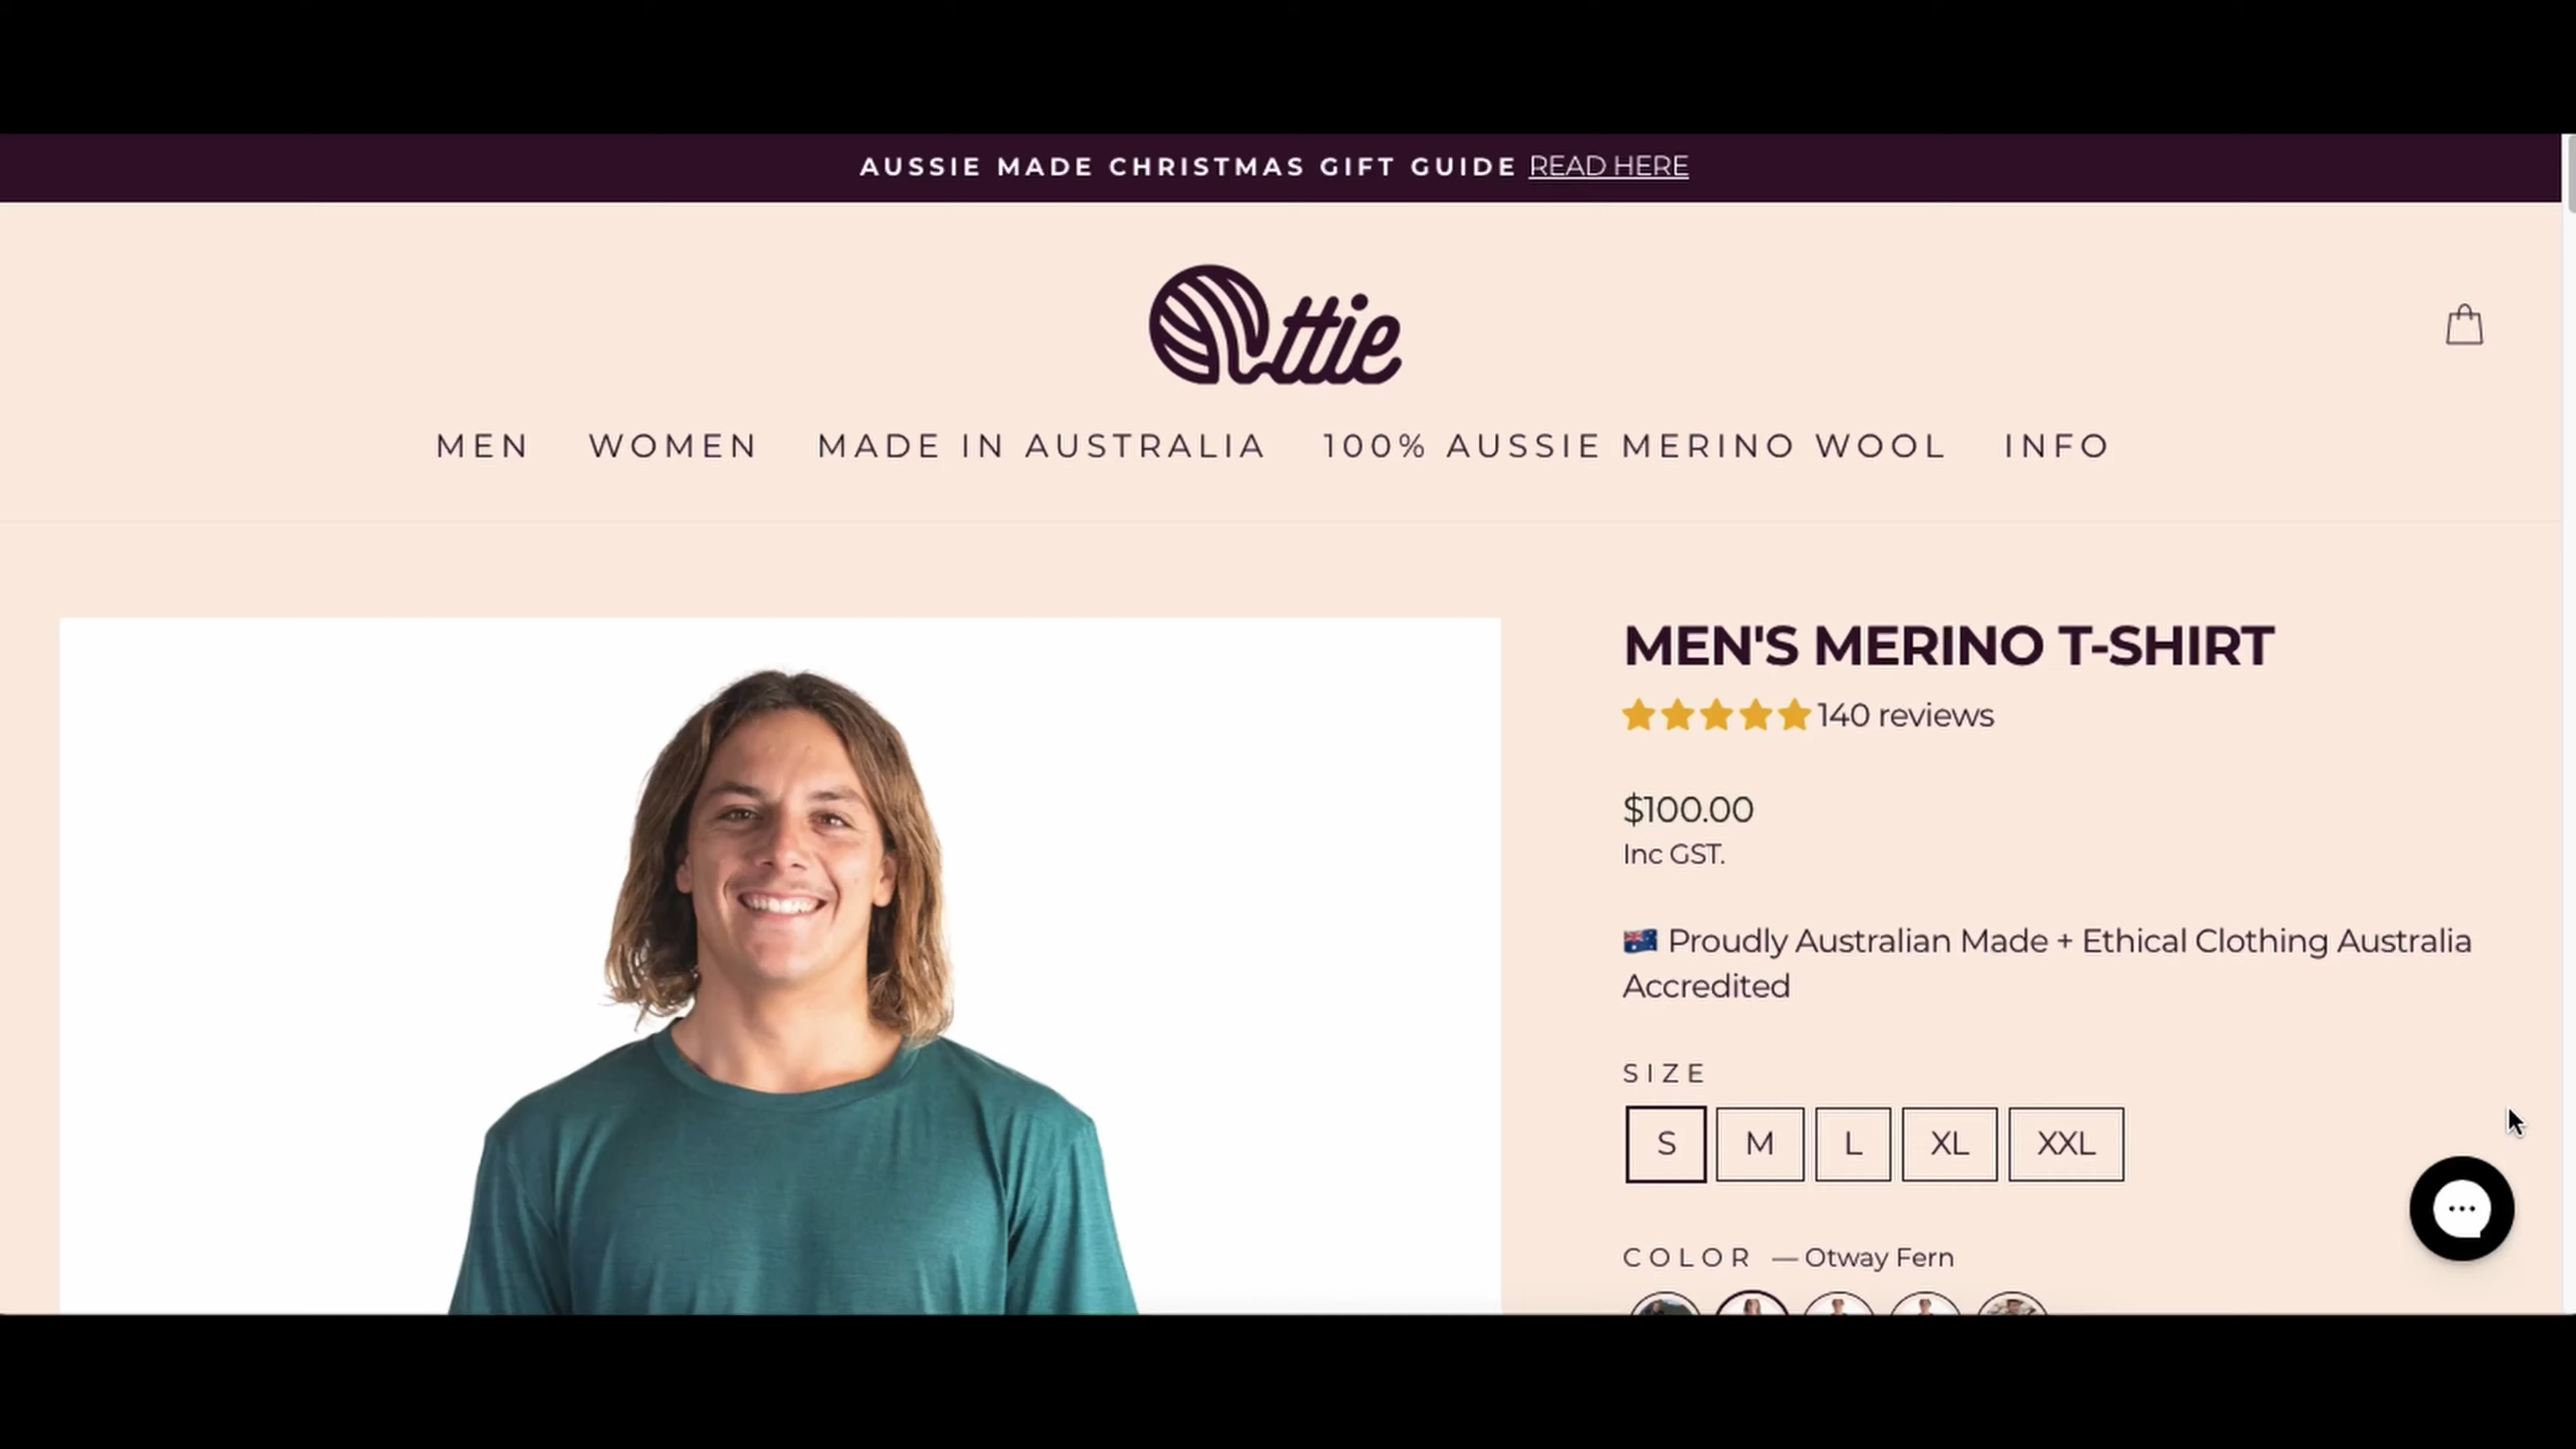 AUSSIE MADE CHRISTMAS GIFT GUIDE READ HERE
Ottie
MEN WOMEN MADE IN AUSTRALIA 100% AUSSIE MERINO WOOL INFO
MEN'S MERINO T-SHIRT
140 reviews
$100.00
Inc GST.
🇦🇺 Proudly Australian Made + Ethical Clothing Australia
Accredited
SIZE
S M L XL XXL
COLOR — Otway Fern